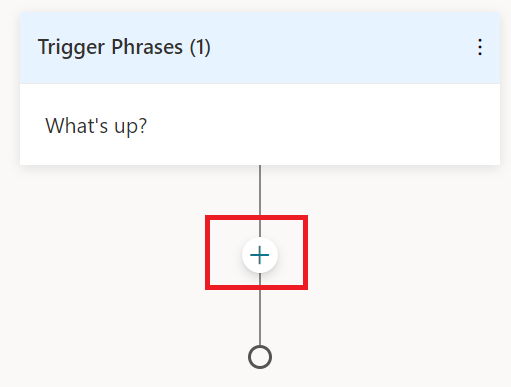 Trigger Phrases (1)
What's up?